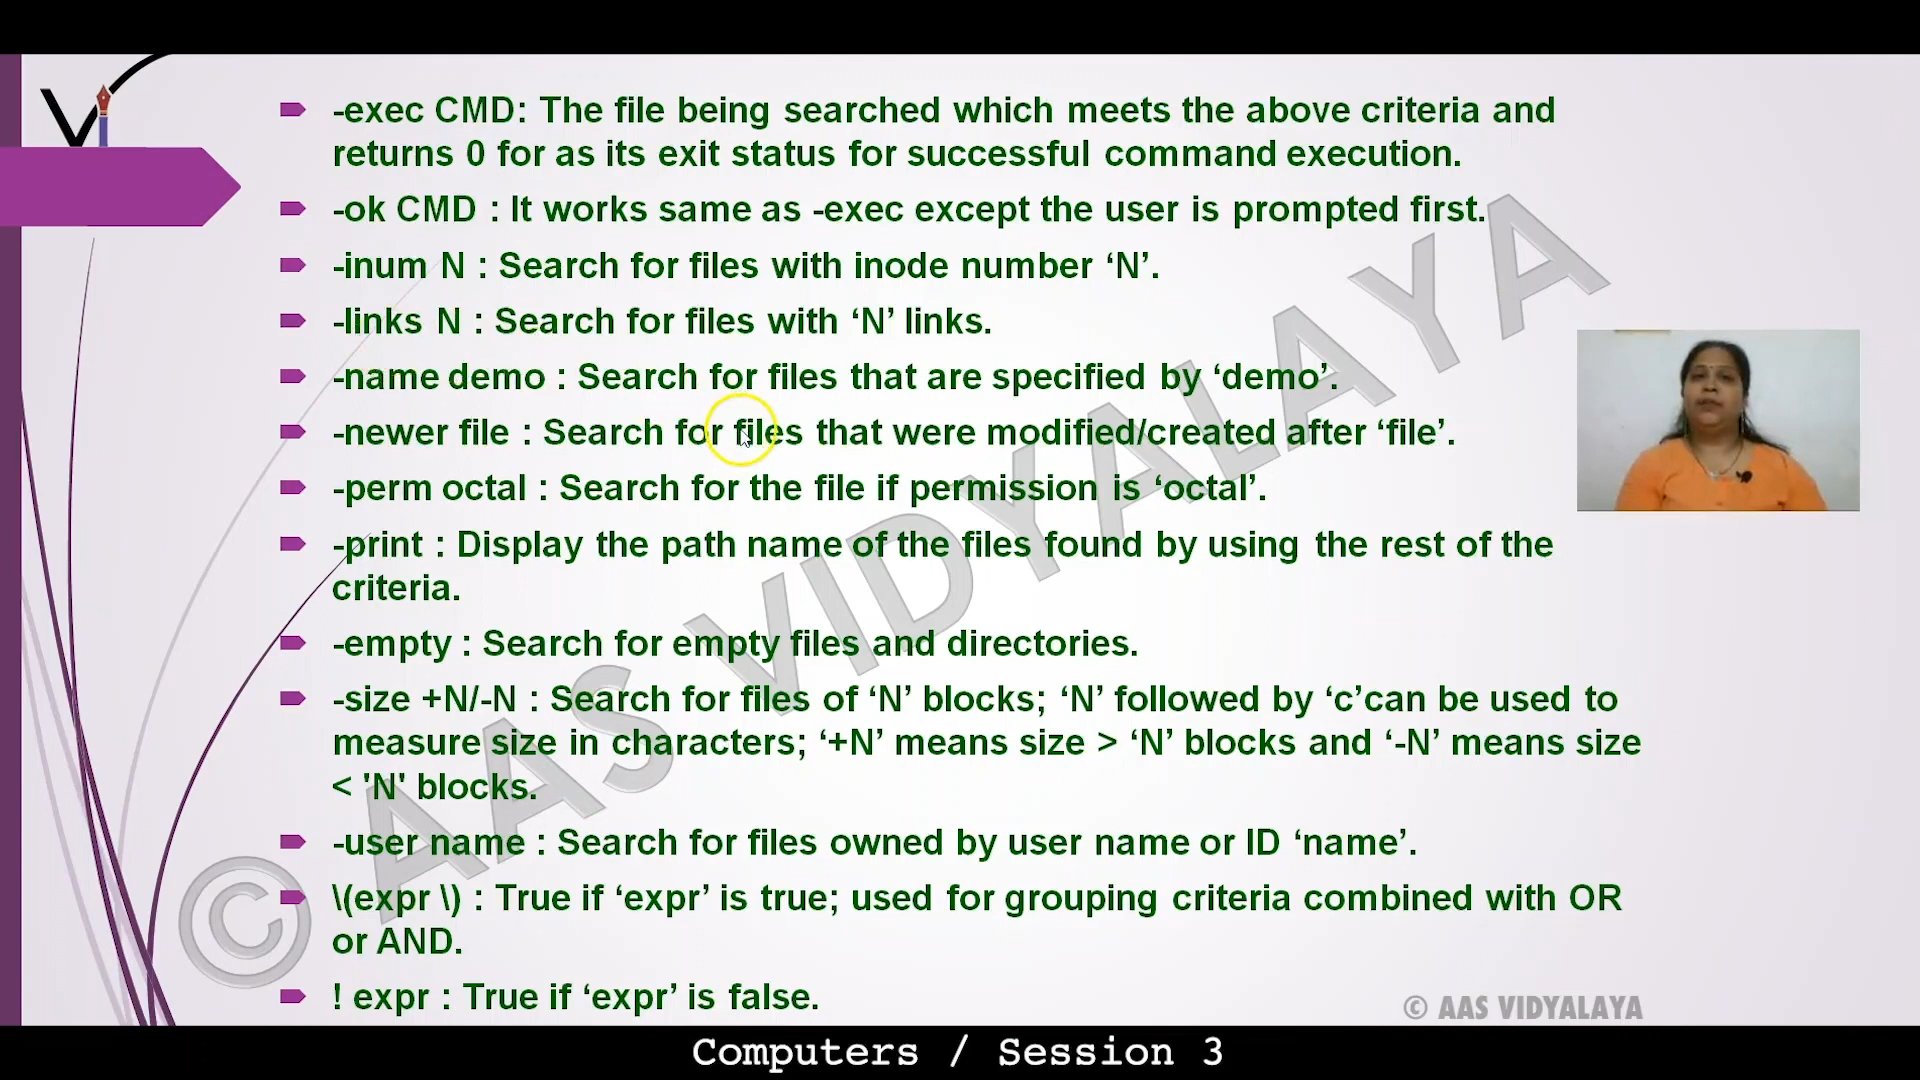 -exec CMD: The file being searched which meets the above criteria and
returns 0 for as its exit status for successful command execution.
-ok CMD : It works same as -exec except the user is prompted first.
-inum N : Search for files with inode number ‘N’.
-links N : Search for files with ‘N’ links.
-name demo : Search for files that are specified by ‘demo’.
-newer file : Search for files that were modified/created after ‘file’.
-perm octal : Search for the file if permission is ‘octal’.
-print : Display the path name of the files found by using the rest of the
criteria.
-empty : Search for empty files and directories.
-size +N/-N : Search for files of ‘N’ blocks; ‘N’ followed by ‘c’can be used to
measure size in characters; ‘+N’ means size > ‘N’ blocks and ‘-N’ means size
< 'N' blocks.
-user name : Search for files owned by user name or ID ‘name’.
\(expr \) : True if ‘expr’ is true; used for grouping criteria combined with OR
or AND.
! expr : True if ‘expr’ is false.
© AAS VIDYALAYA
© AAS VIDYALAYA
Computers / Session 3